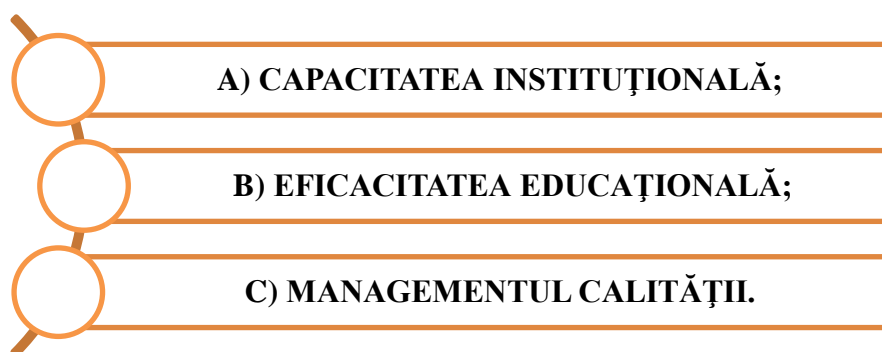 A) CAPACITATEA INSTITUŢIONALĂ;
B) EFICACITATEA EDUCAŢIONALĂ;
C) MANAGEMENTUL CALITĂŢII.